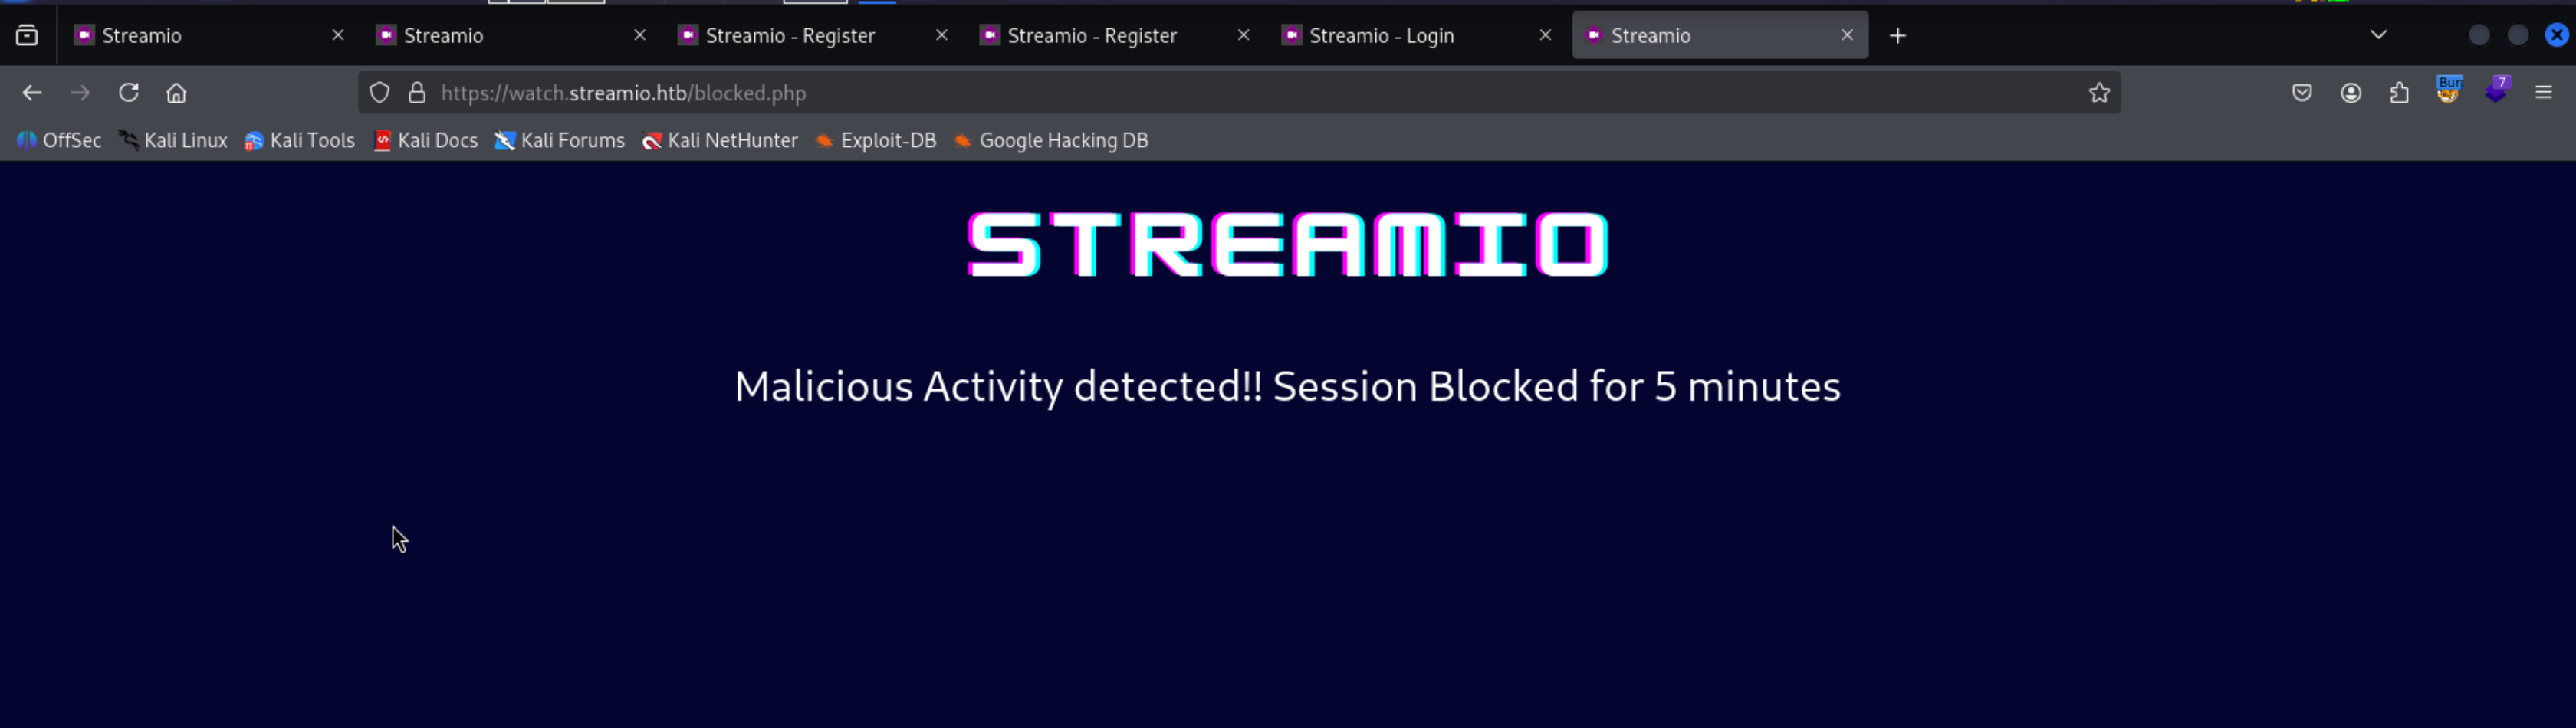 Streamio Streamio Streamio - Register Streamio - Register Streamio - Login Streamio
https://watch.streamio.htb/blocked.php
Bur
7
OffSec Kali Linux Kali Tools Kali Docs Kali Forums Kali NetHunter Exploit-DB Google Hacking DB
STREAMIO
Malicious Activity detected!! Session Blocked for 5 minutes